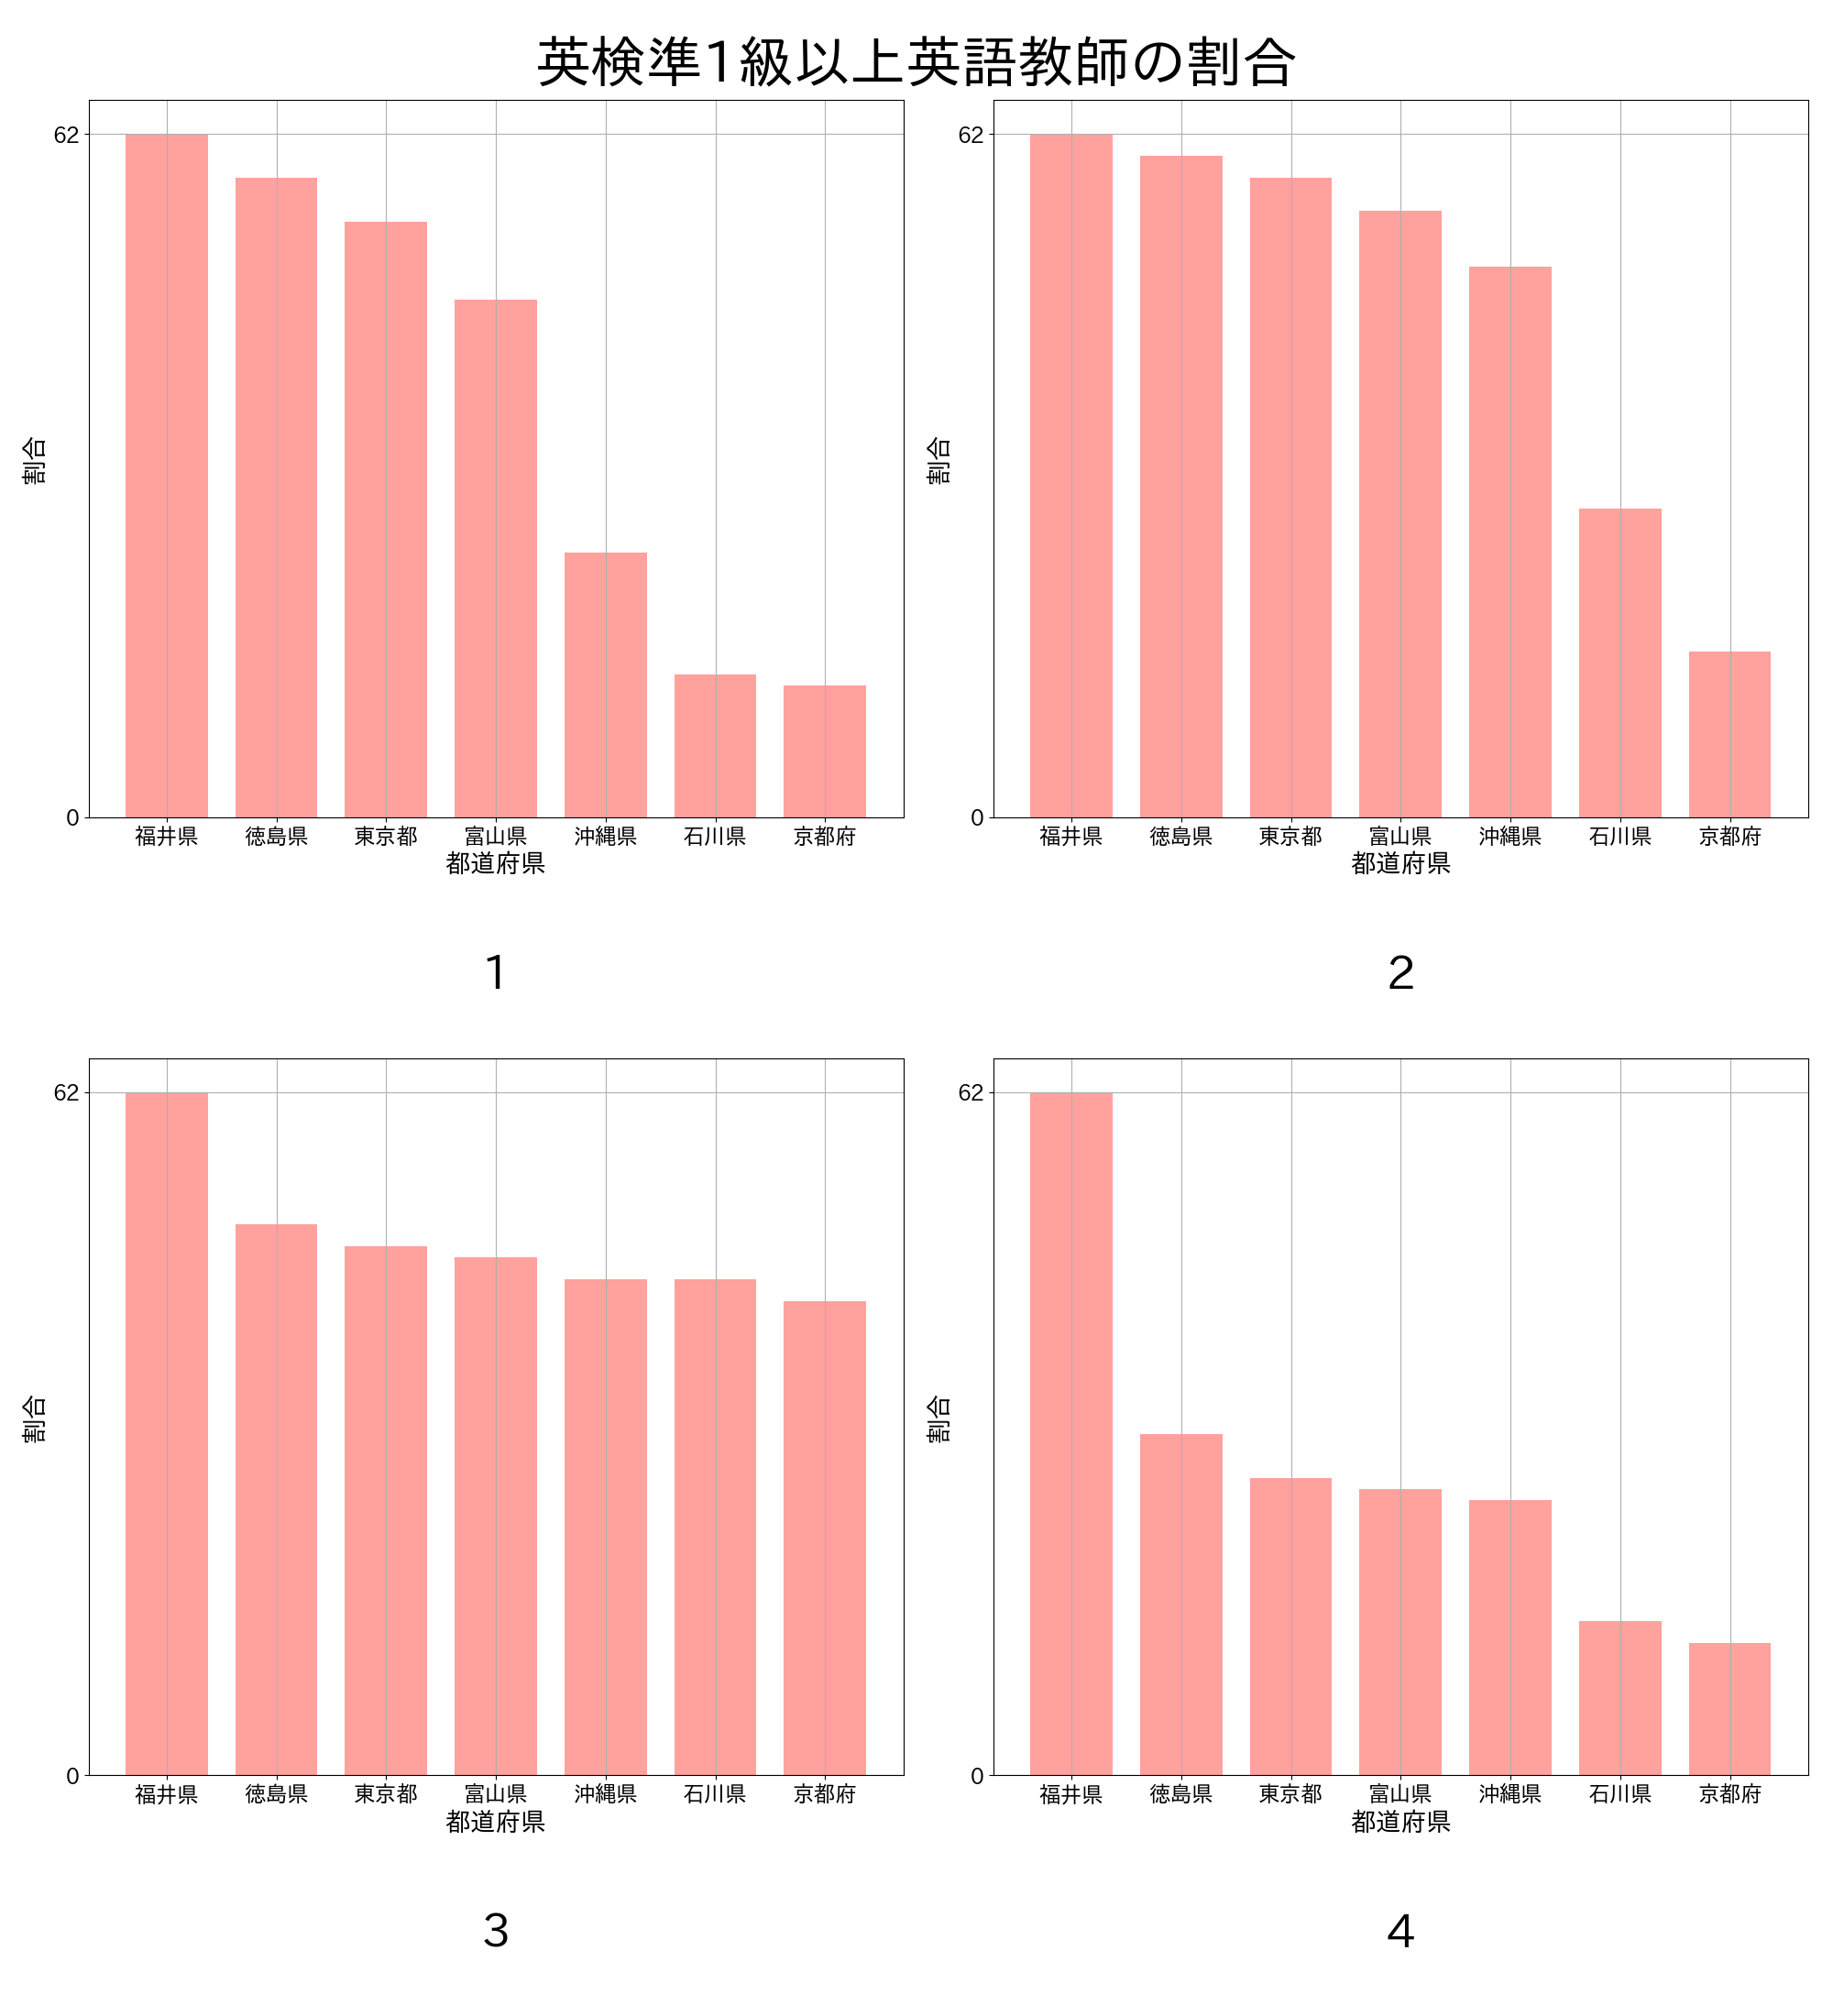 英検準1級以上英語教師の割合
62
0
割合
福井県 徳島県 東京都 富山県 沖縄県 石川県 京都府
都道府県
1
62
0
割合
福井県 徳島県 東京都 富山県 沖縄県 石川県 京都府
都道府県
2
62
0
割合
福井県 徳島県 東京都 富山県 沖縄県 石川県 京都府
都道府県
3
62
0
割合
福井県 徳島県 東京都 富山県 沖縄県 石川県 京都府
都道府県
4